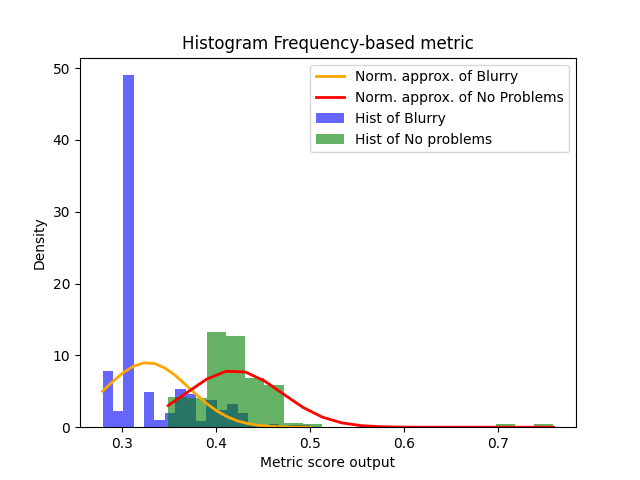 Histogram Frequency-based metric
Norm. approx. of Blurry
Norm. approx. of No Problems
Hist of Blurry
Hist of No problems
50
40
30
20
10
0
Density
0.3 0.4 0.5 0.6 0.7
Metric score output